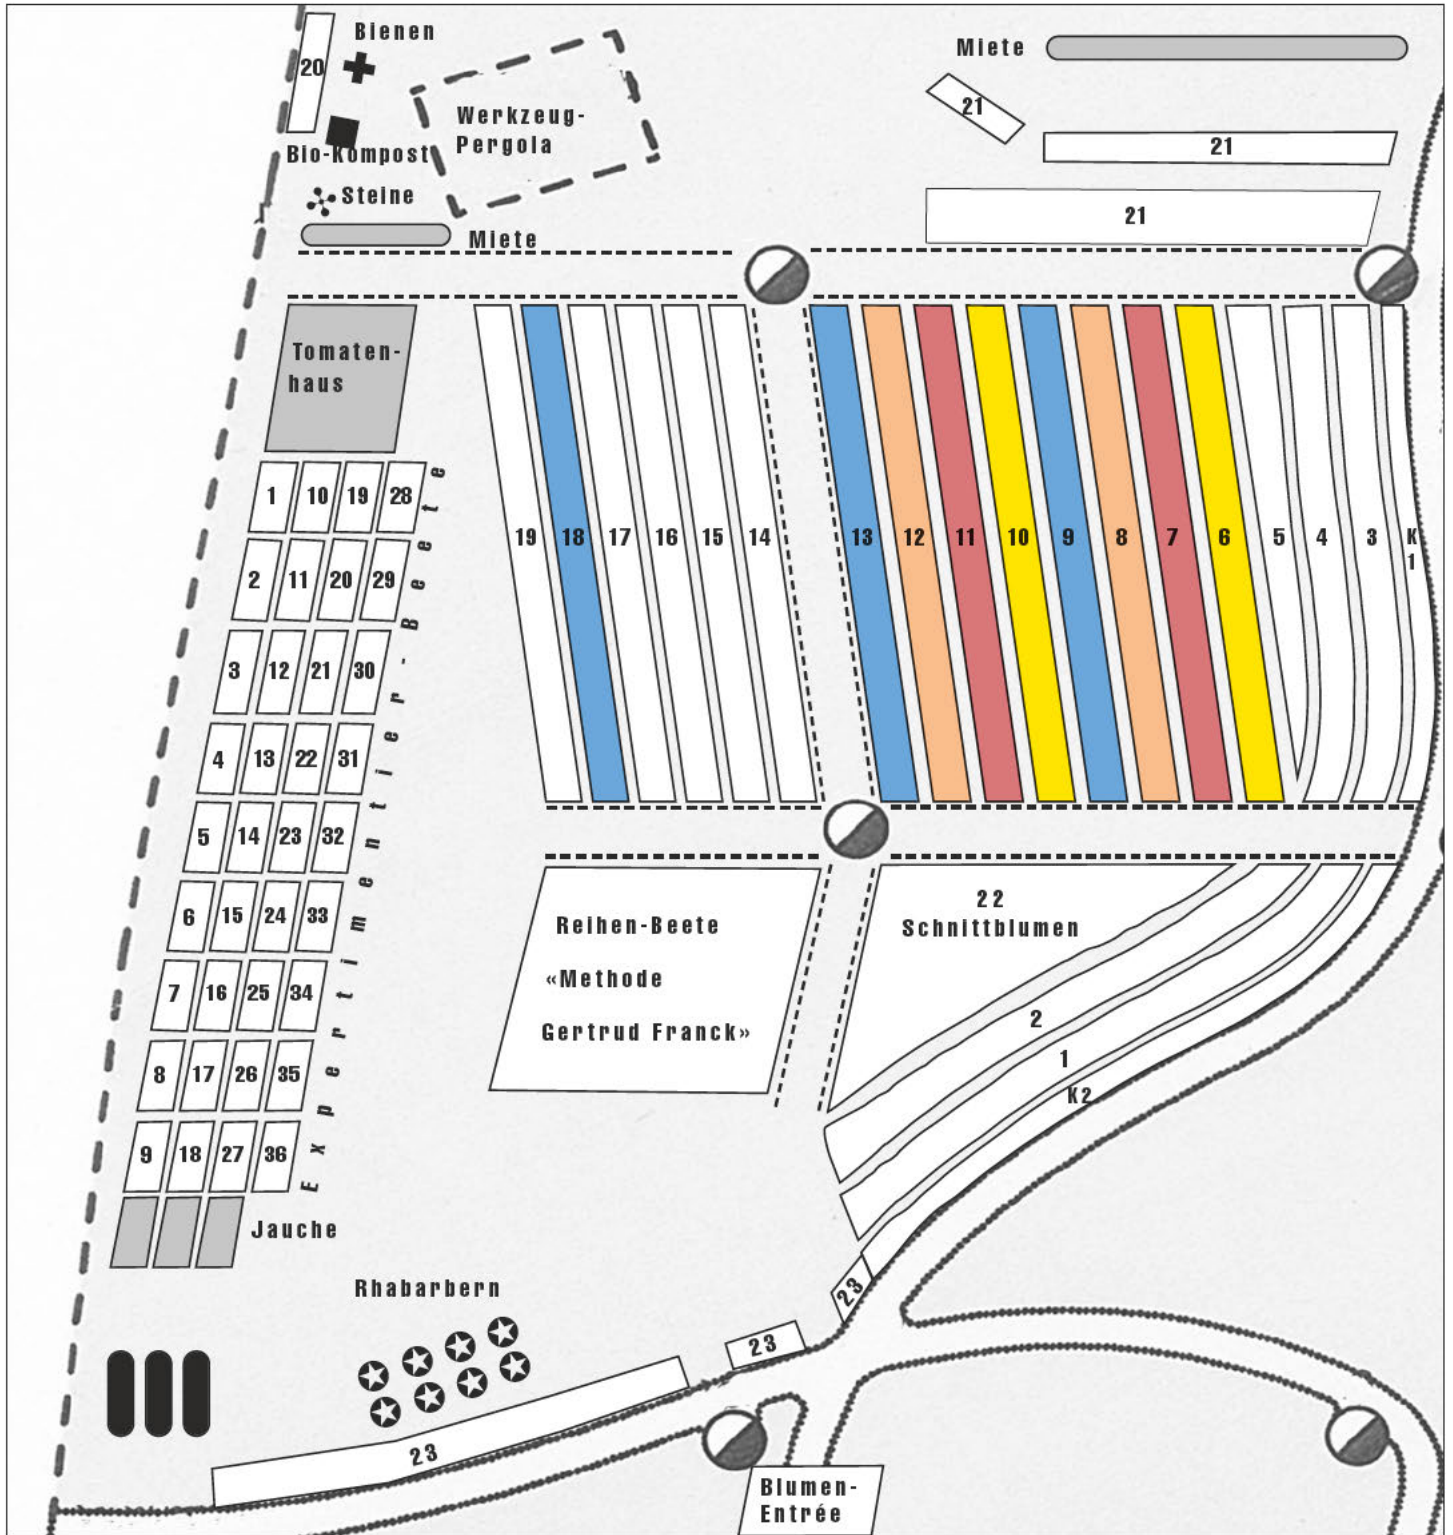 Bienen
20
Bio-Kompost
Steine
Miete
Werkzeug-
Pergola
Miete
21
21
21
Tomaten-
haus
19 18 17 16 15 14 13 12 11 10 9 8 7 6 5 4 3 K
1
1 10 19 28
2 11 20 29
3 12 21 30
4 13 22 31
5 14 23 32
6 15 24 33
7 16 25 34
8 17 26 35
9 18 27 36
Expertimentier-Beete
Jauche
Reihen-Beete
«Methode
Gertrud Franck»
22
Schnittblumen
2
1
K2
23
23
Rhabarbern
23
Blumen-
Entrée